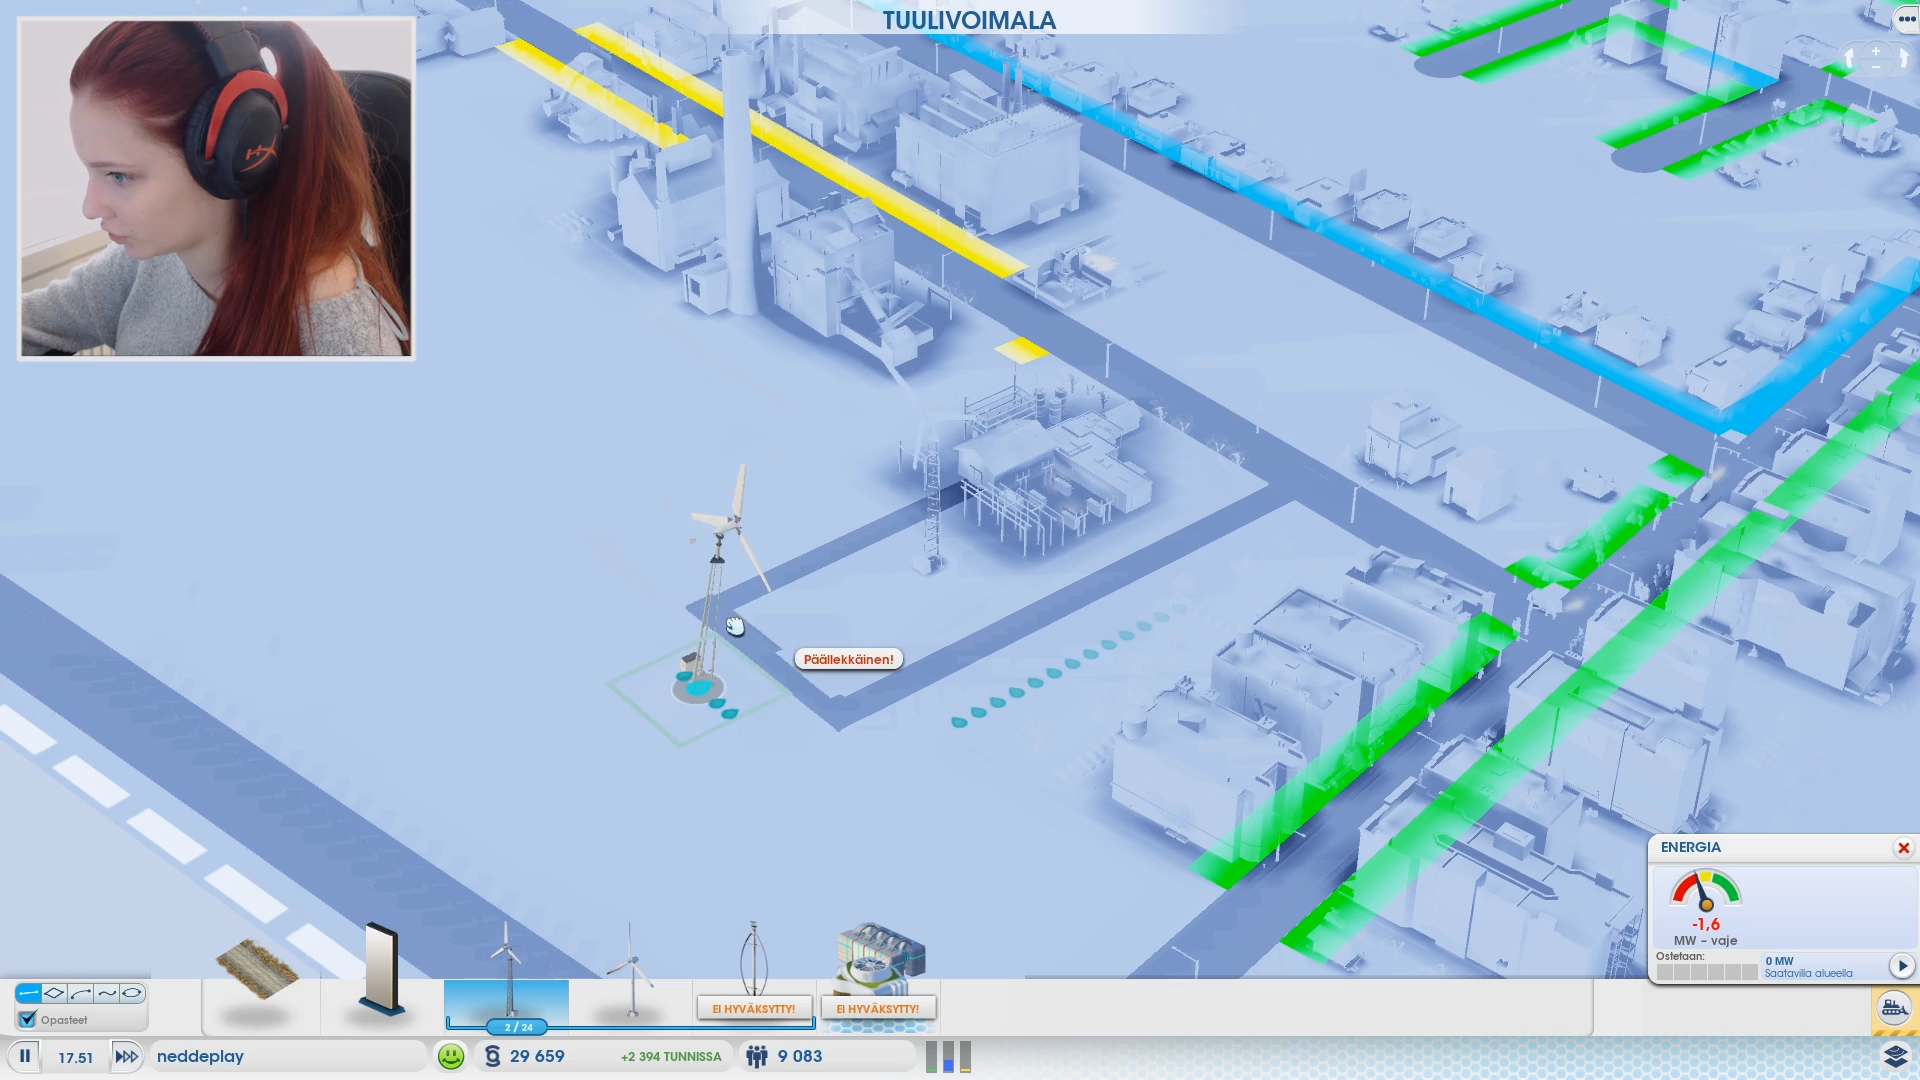 TUULIVOIMALA
Päällekkäinen!
ENERGIA
-1,6
MW - vaje
Ostetaan:
0 MW
Saatavilla alueella
Opasteet
2 / 24
EI HYVÄKSYTTY!
EI HYVÄKSYTTY!
17.51
neddeplay
29 659
+2 394 TUNNISSA
9 083